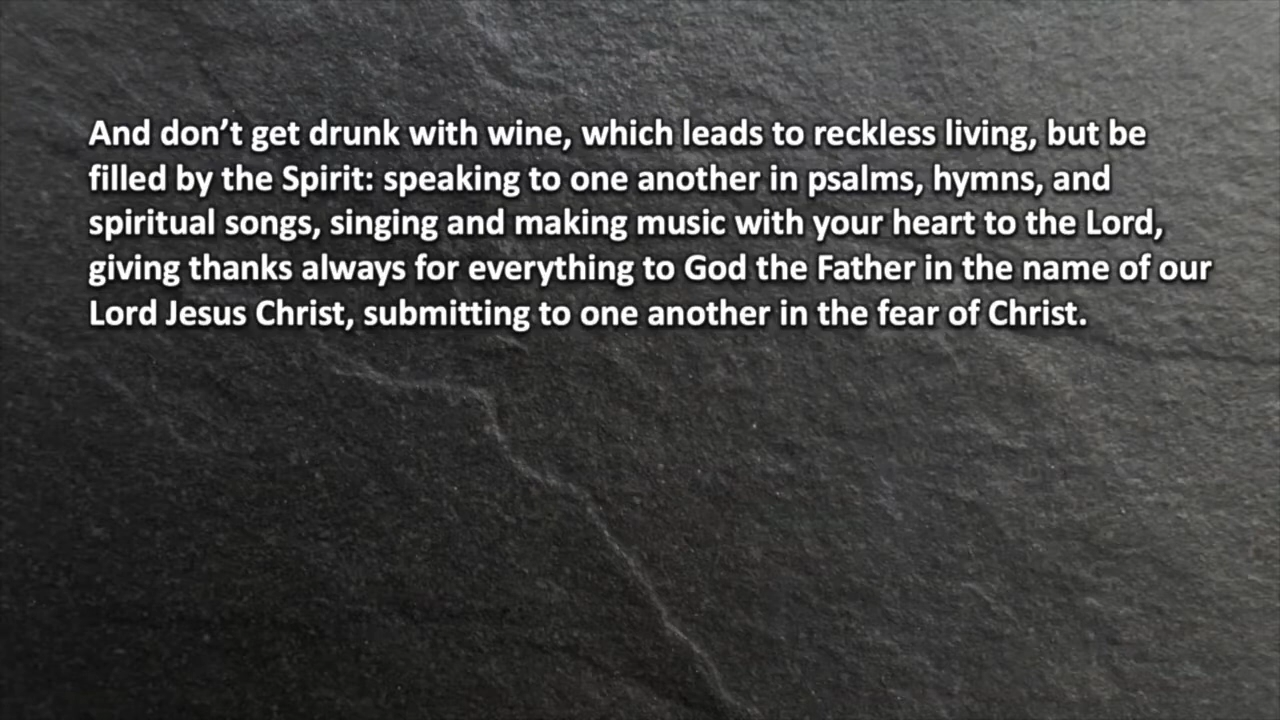 And don’t get drunk with wine, which leads to reckless living, but be
filled by the Spirit: speaking to one another in psalms, hymns, and
spiritual songs, singing and making music with your heart to the Lord,
giving thanks always for everything to God the Father in the name of our
Lord Jesus Christ, submitting to one another in the fear of Christ.